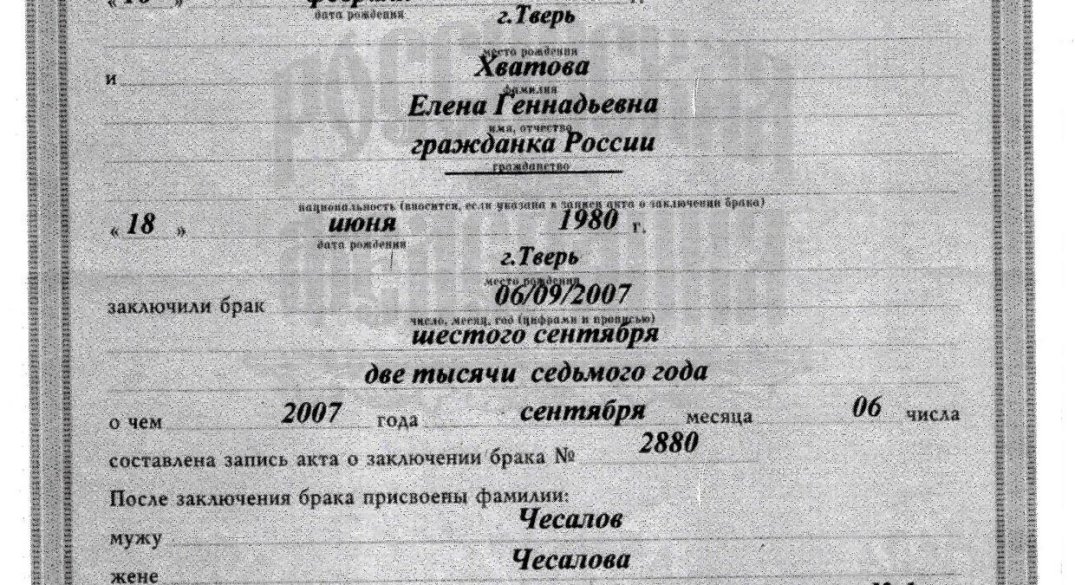 дата рождения
г.Тверь
место рождения
и Хватова
фамилия
Елена Геннадьевна
имя, отчество
гражданка России
гражданство
национальность (вносится, если указана в записи акта о заключении брака)
« 18 » июня 1980 г.
дата рождения
г.Тверь
место рождения
заключили брак 06/09/2007
число, месяц, год (цифрами и прописью)
шестого сентября
две тысячи седьмого года
о чем 2007 года сентября месяца 06 числа
составлена запись акта о заключении брака № 2880
После заключения брака присвоены фамилии:
мужу Чесалов
жене Чесалова